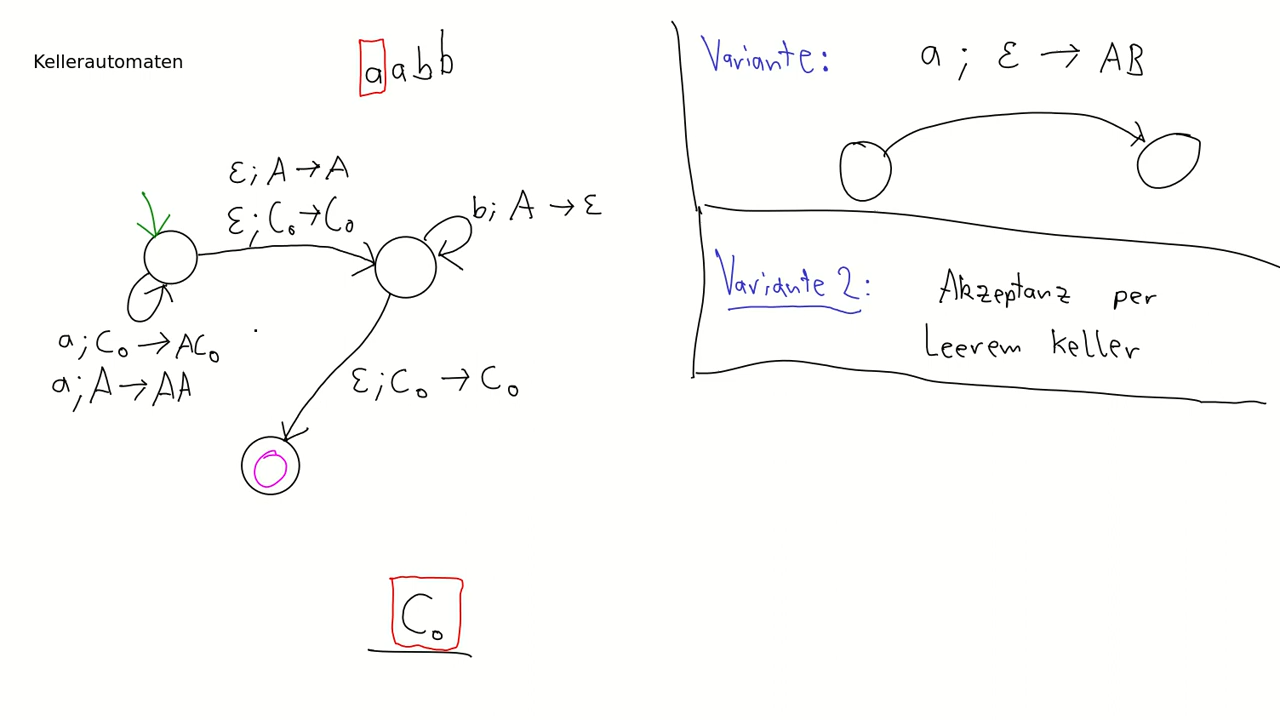 Kellerautomaten
aabb
ε; A → A
ε; C₀ → C₀
b; A → ε
a; C₀ → AC₀
a; A → AA
ε; C₀ → C₀
C₀
Variante: a; ε → AB
Variante 2: Akzeptanz per
Leerem Keller